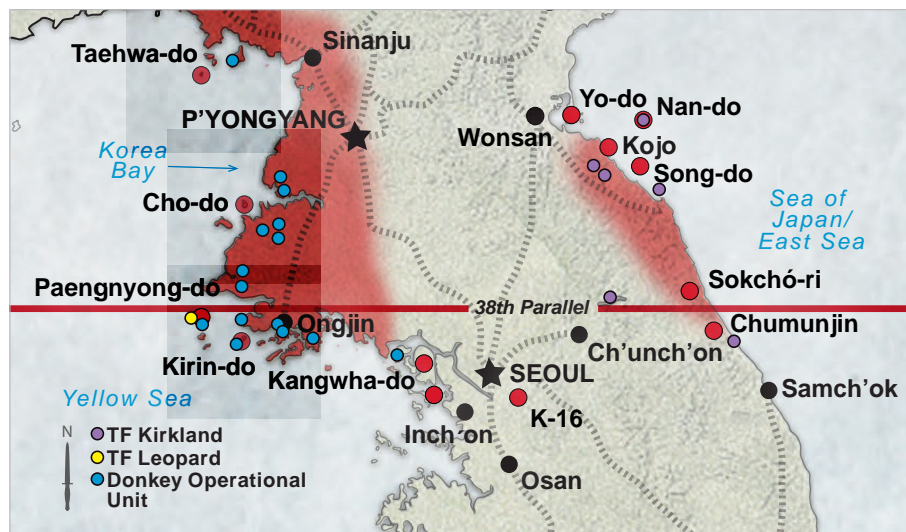 Sinanju
Taehwa-do
P'YONGYANG
Yo-do
Nan-do
Wonsan
Kojo
Korea
Bay
Song-do
Cho-do
Sea of
Japan/
East Sea
Paengnyong-do
Sokchó-ri
38th Parallel
Ongjin
Chumunjin
Ch'unch'on
Kirin-do
Kangwha-do
SEOUL
Samch'ok
Yellow Sea
K-16
Inch'on
N
TF Kirkland
TF Leopard
Osan
Donkey Operational
Unit